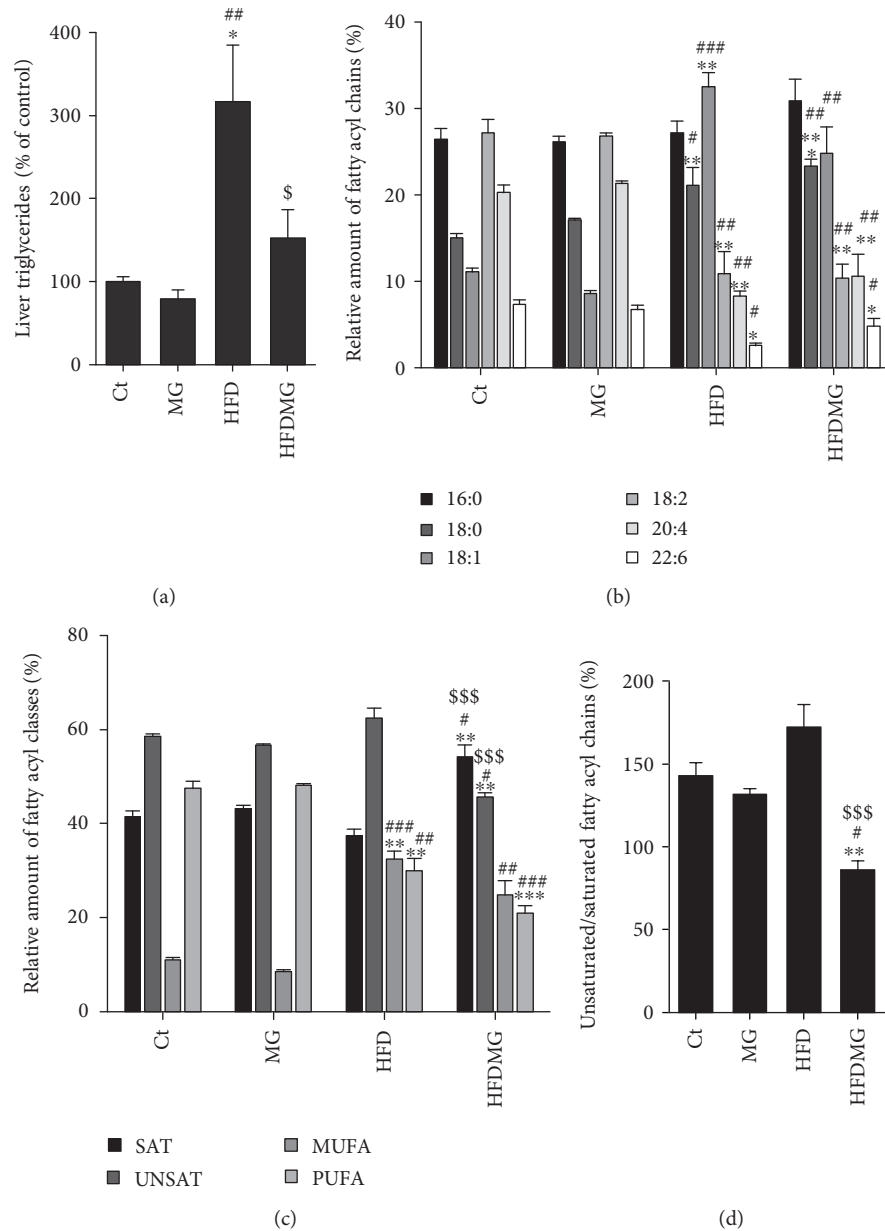 Liver triglycerides (% of control)
400
300
200
100
0
##
*
$
Ct
MG
HFD
HFDMG
(a)
Relative amount of fatty acyl chains (%)
40
30
20
10
0
#
**
###
**
##
**
##
**
#
*
##
**
*
##
##
**
##
**
#
*
Ct
MG
HFD
HFDMG
16:0
18:0
18:1
18:2
20:4
22:6
(b)
Relative amount of fatty acyl classes (%)
80
60
40
20
0
###
**
##
**
$$$
#
**
$$$
#
**
##
###
***
Ct
MG
HFD
HFDMG
SAT
UNSAT
MUFA
PUFA
(c)
Unsaturated/saturated fatty acyl chains (%)
200
150
100
50
0
$$$
#
**
Ct
MG
HFD
HFDMG
(d)